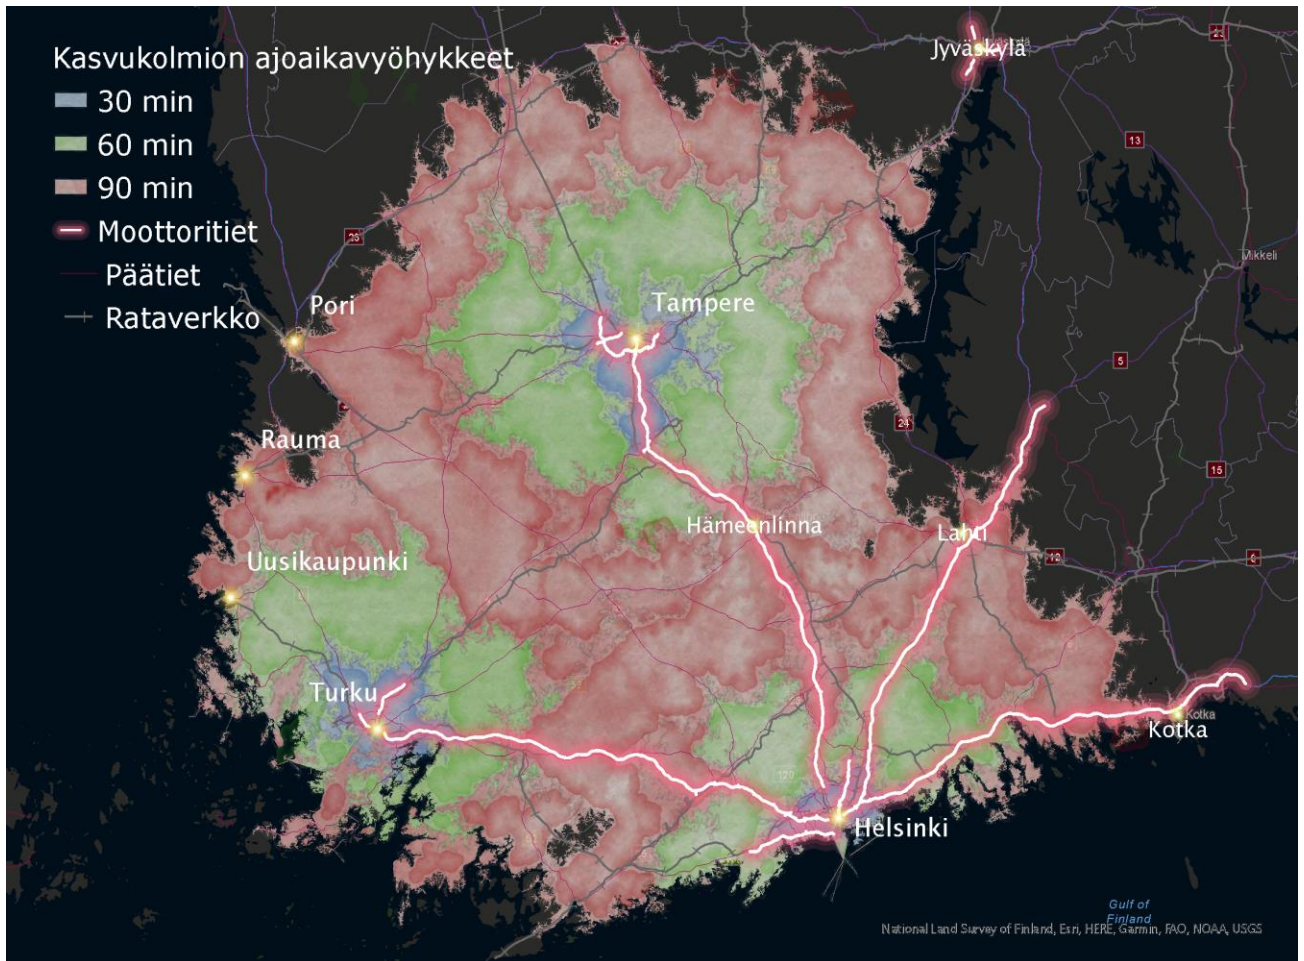 Kasvukolmion ajoaikavyöhykkeet
30 min
60 min
90 min
Moottoritiet
Päätiet
Rataverkko
Jyväskylä
13
Mikkeli
Pori
Tampere
5
24
Rauma
15
Hämeenlinna
Lahti
12
Uusikaupunki
Turku
Kotka
Kotka
120
Helsinki
Gulf of
Finland
National Land Survey of Finland, Esri, HERE, Garmin, FAO, NOAA, USGS